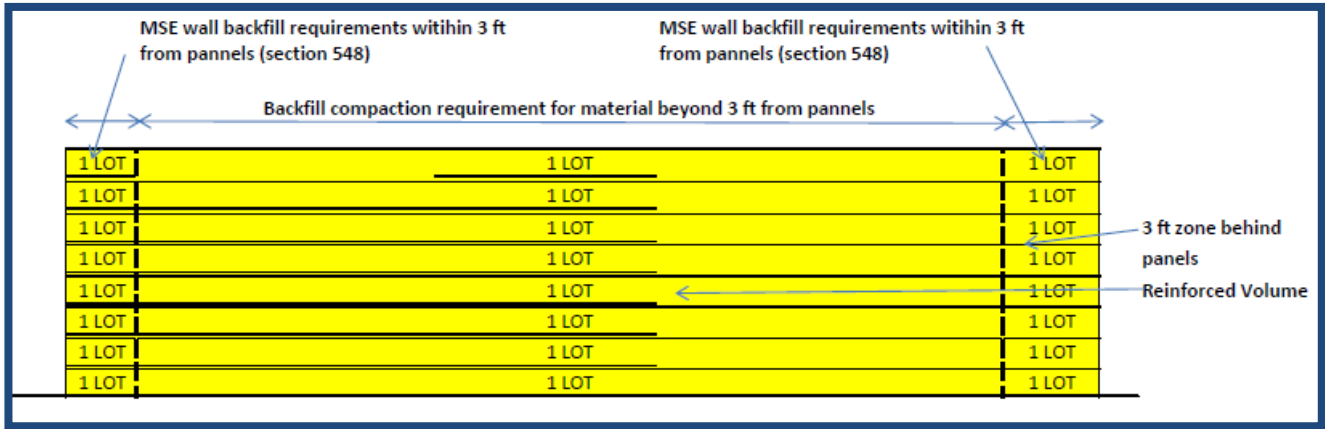 MSE wall backfill requirements witihin 3 ft
from pannels (section 548)
MSE wall backfill requirements witihin 3 ft
from pannels (section 548)
Backfill compaction requirement for material beyond 3 ft from pannels
1 LOT 1 LOT 1 LOT
1 LOT 1 LOT 1 LOT
1 LOT 1 LOT 1 LOT
3 ft zone behind
panels
1 LOT 1 LOT 1 LOT
1 LOT 1 LOT 1 LOT
Reinforced Volume
1 LOT 1 LOT 1 LOT
1 LOT 1 LOT 1 LOT
1 LOT 1 LOT 1 LOT